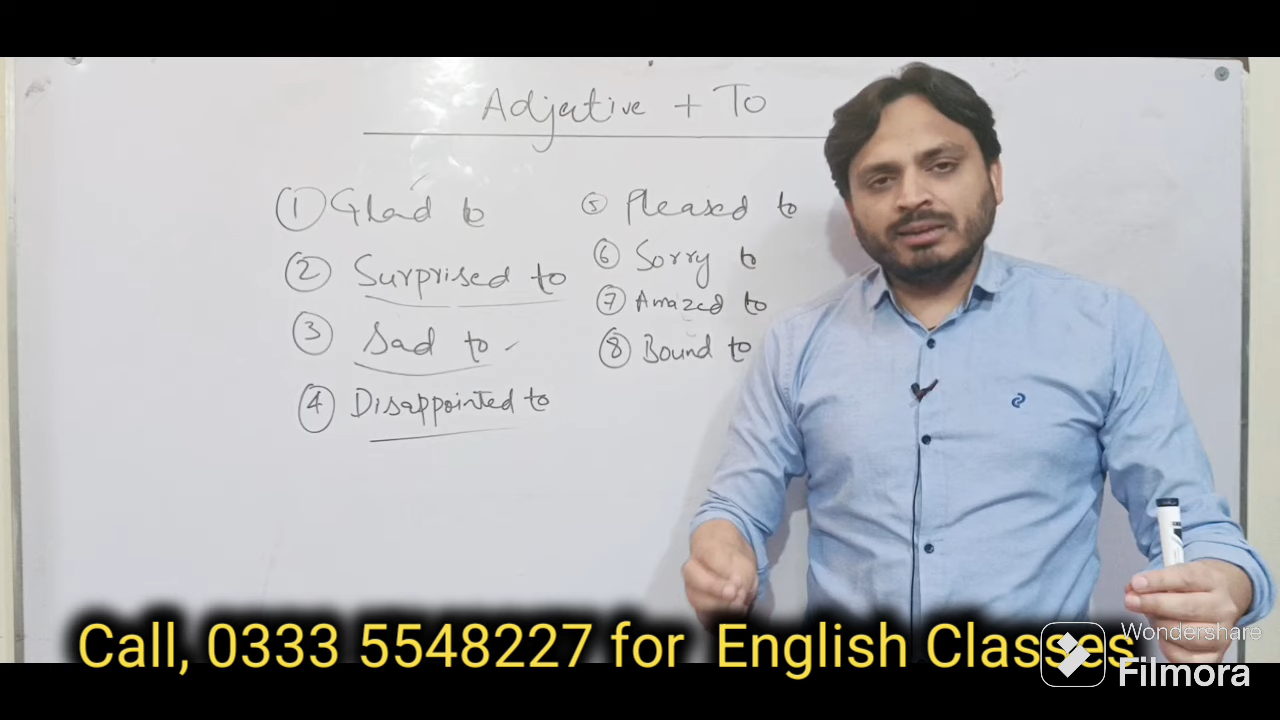 Adjective + To
① Glad to
② Surprised to
③ Sad to
④ Disappointed to
⑤ Pleased to
⑥ Sorry to
⑦ Amazed to
⑧ Bound to
Call, 0333 5548227 for English Classes
Wondershare
Filmora